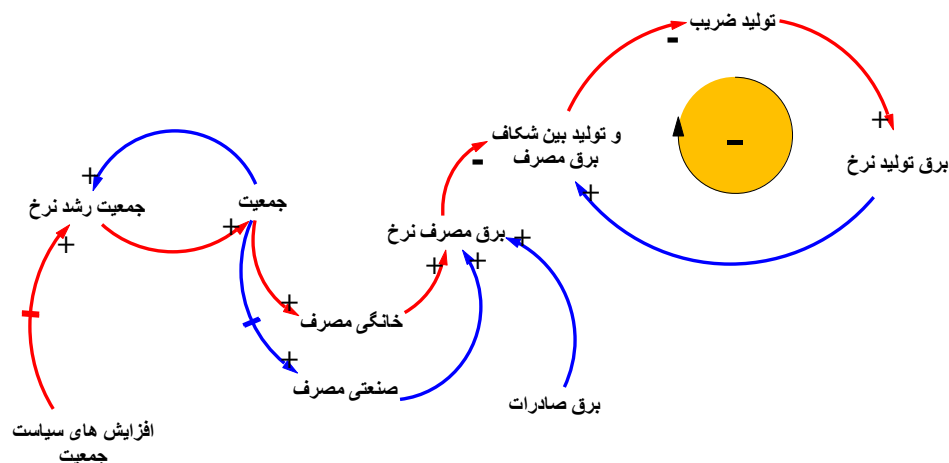 تولید ضریب
-
+
و تولید بین شکاف
برق مصرف
-
-
+
برق تولید نرخ
+
جمعیت رشد نرخ
+
جمعیت
+
برق مصرف نرخ
+
+
+
+
خانگی مصرف
+
صنعتی مصرف
برق صادرات
افزایش های سیاست
جمعیت